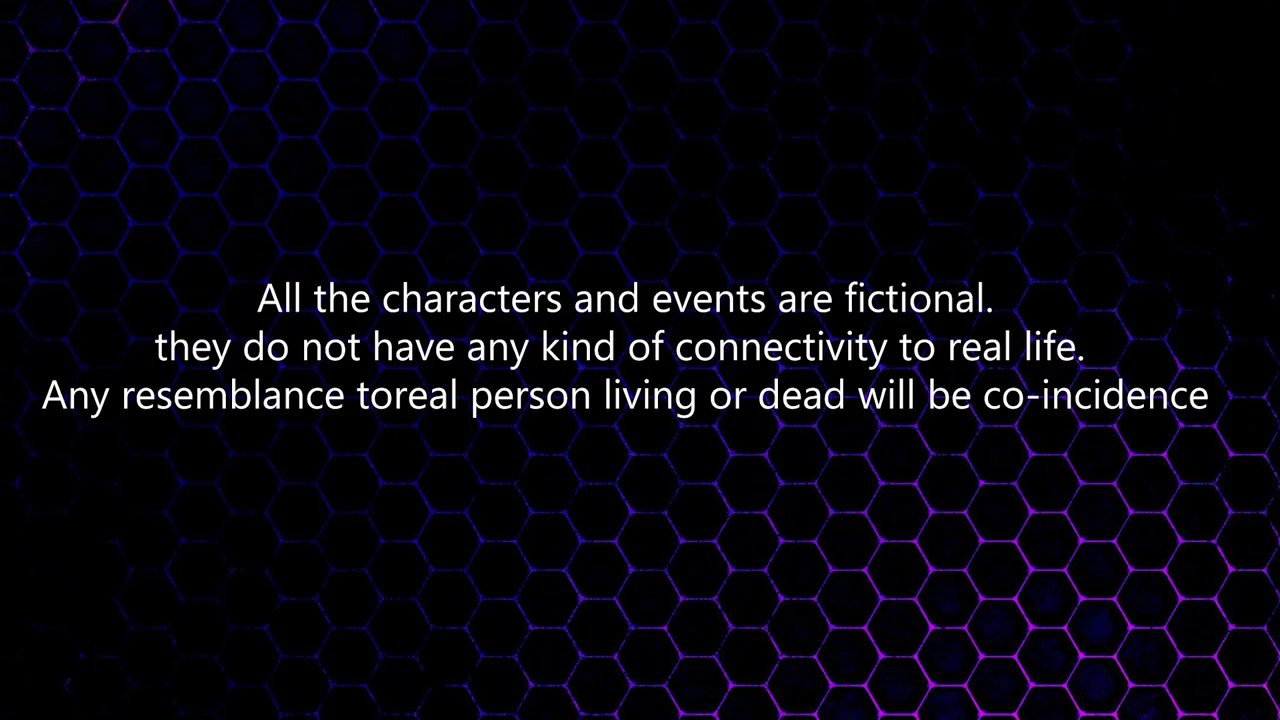 All the characters and events are fictional.
they do not have any kind of connectivity to real life.
Any resemblance toreal person living or dead will be co-incidence